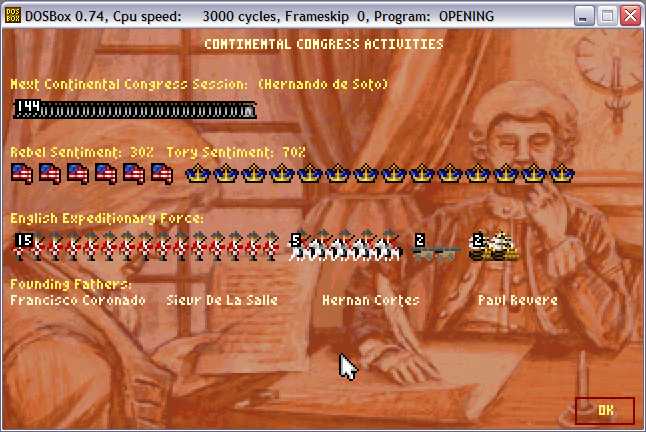 DOSBox 0.74, Cpu speed: 3000 cycles, Frameskip 0, Program: OPENING
CONTINENTAL CONGRESS ACTIVITIES
Next Continental Congress Session: (Hernando de Soto)
144
Rebel Sentiment: 30% Tory Sentiment: 70%
English Expeditionary Force:
15 5 2 2
Founding Fathers:
Francisco Coronado Sieur De La Salle Hernan Cortes Paul Revere
OK